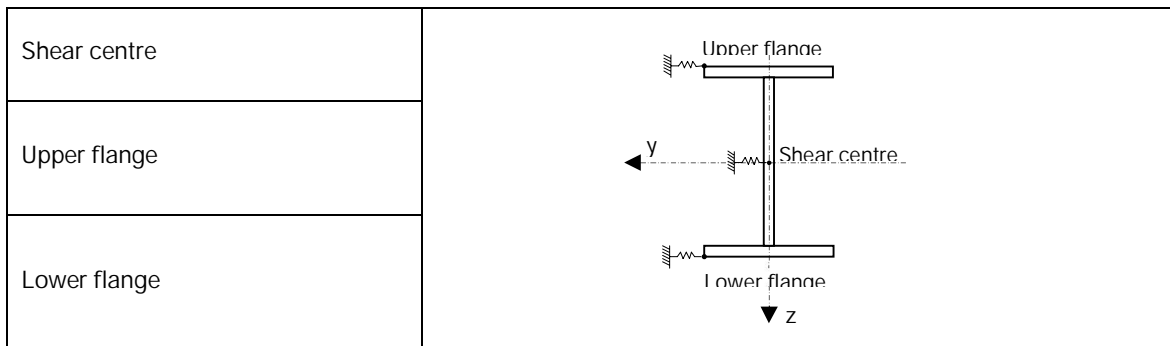 Shear centre
Upper flange
Lower flange
Upper flange
y
Shear centre
Lower flange
z